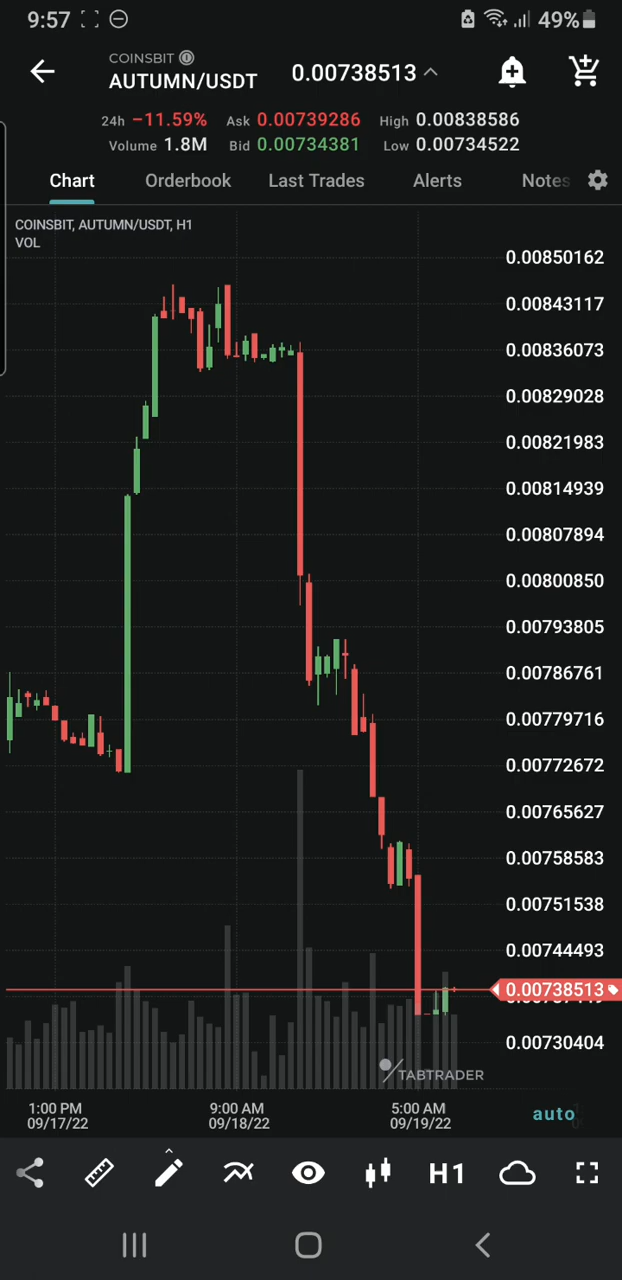 9:57
49%
COINSBIT
AUTUMN/USDT
0.00738513
24h -11.59% Ask 0.00739286 High 0.00838586
Volume 1.8M Bid 0.00734381 Low 0.00734522
Chart Orderbook Last Trades Alerts Notes
COINSBIT, AUTUMN/USDT, H1
VOL
0.00850162
0.00843117
0.00836073
0.00829028
0.00821983
0.00814939
0.00807894
0.00800850
0.00793805
0.00786761
0.00779716
0.00772672
0.00765627
0.00758583
0.00751538
0.00744493
0.00738513
0.00730404
TABTRADER
1:00 PM 9:00 AM 5:00 AM
09/17/22 09/18/22 09/19/22
auto
H1